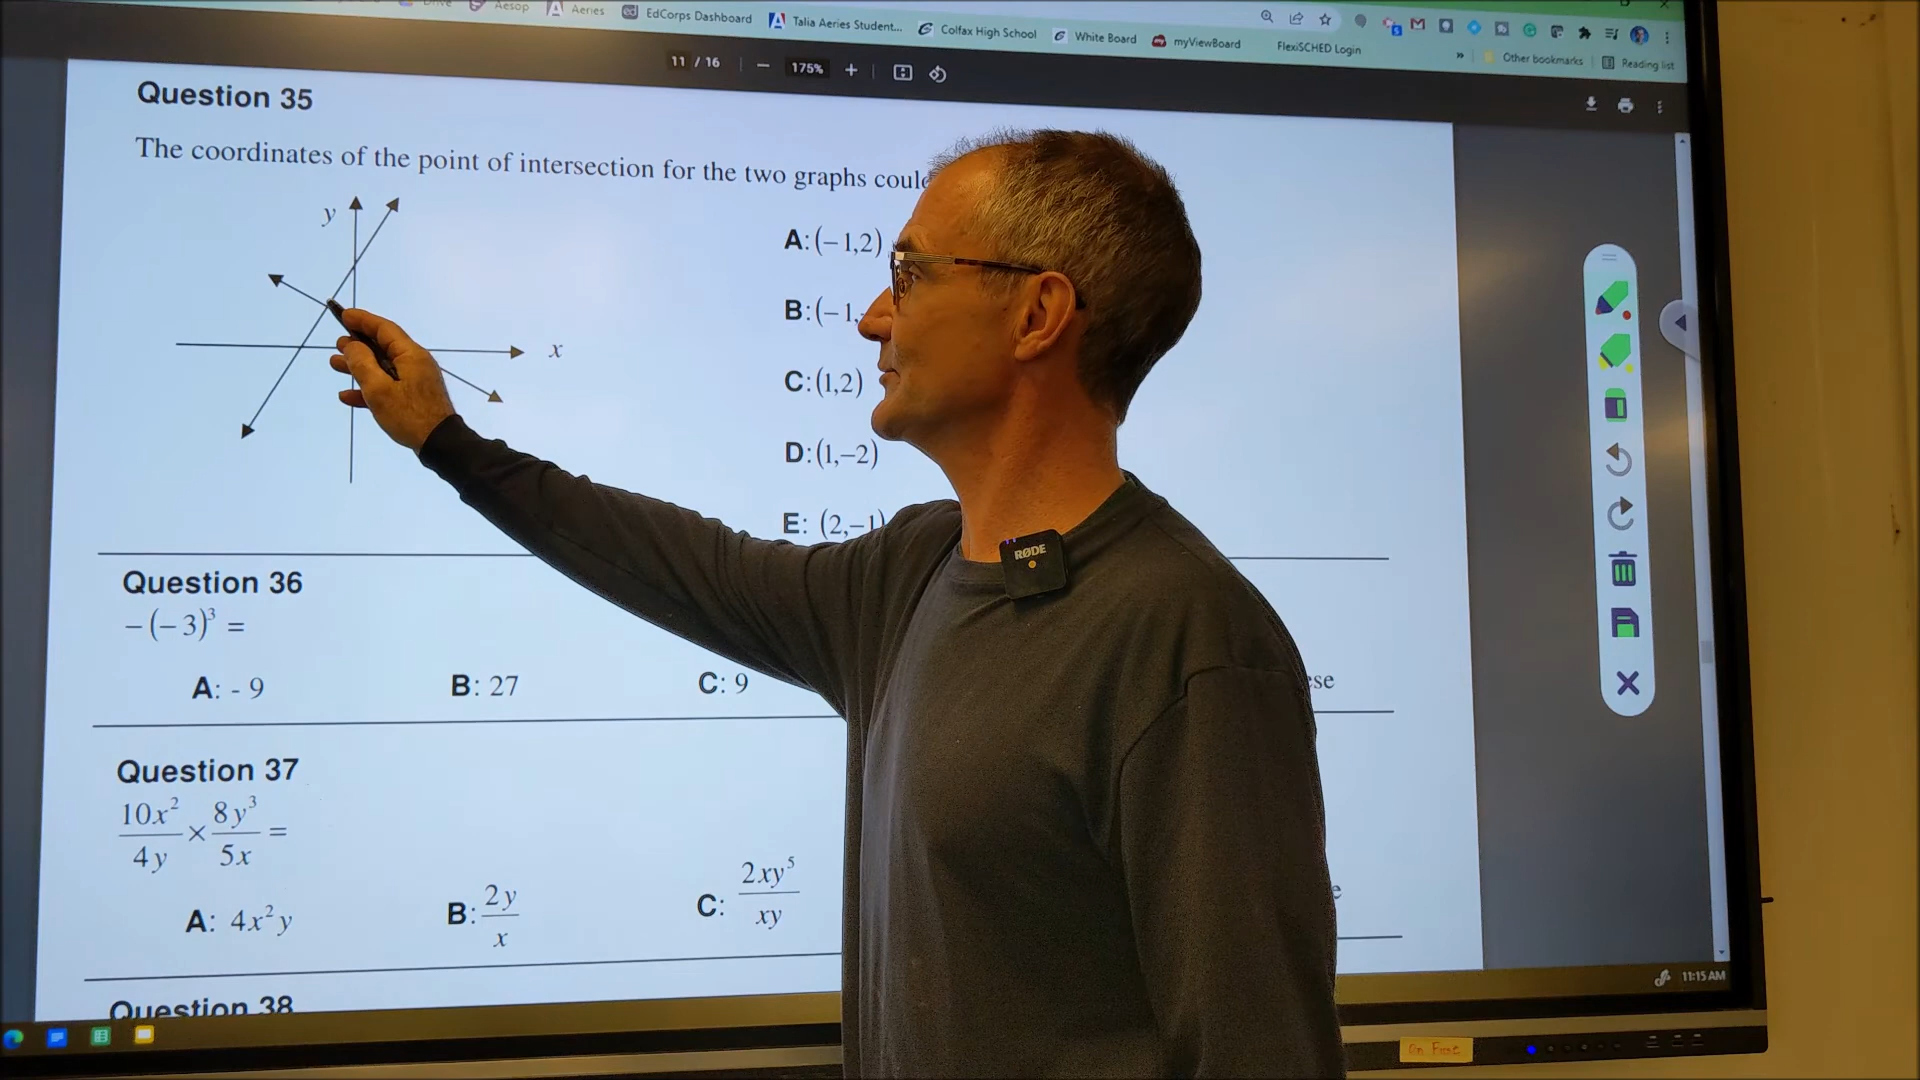 Drive
Aesop
Aeries
EdCorps Dashboard
Talia Aeries Student...
Colfax High School
White Board
myViewBoard
FlexiSCHED Login
»
Other bookmarks
Reading list
11 / 16
— 175% +
Question 35
The coordinates of the point of intersection for the two graphs could
y
x
A: (– 1,2)
B: (– 1,
C: (1,2)
D: (1,–2)
E: (2,–1)
Question 36
– (– 3)³ =
A: - 9
B: 27
C: 9
Question 37
10x²/4y × 8y³/5x =
A: 4x²y
B: 2y/x
C: 2xy⁵/xy
Question 38
RØDE
11:15 AM